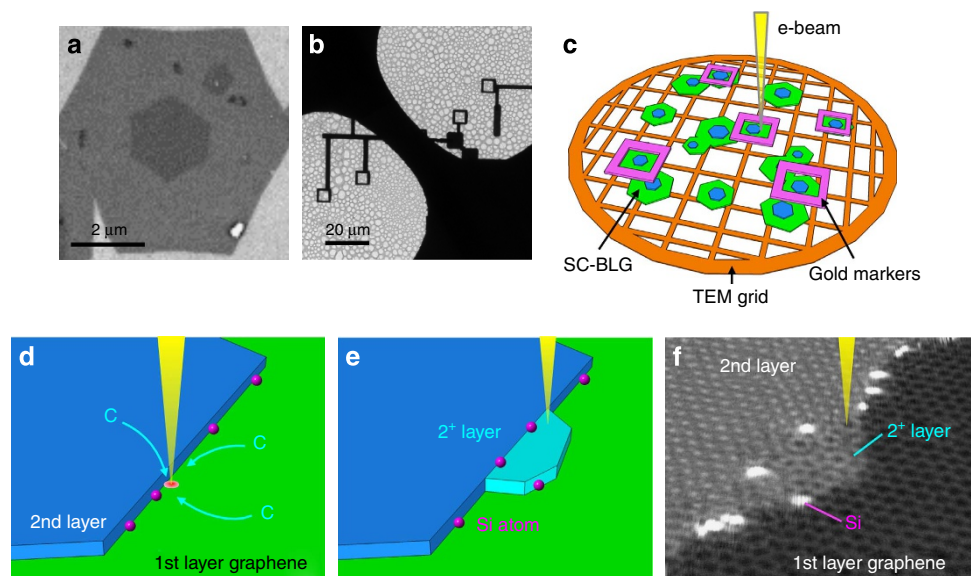 a
2 μm
b
20 μm
c
e-beam
SC-BLG
TEM grid
Gold markers
d
C
C
C
2nd layer
1st layer graphene
e
2⁺ layer
Si atom
f
2nd layer
2⁺ layer
Si
1st layer graphene